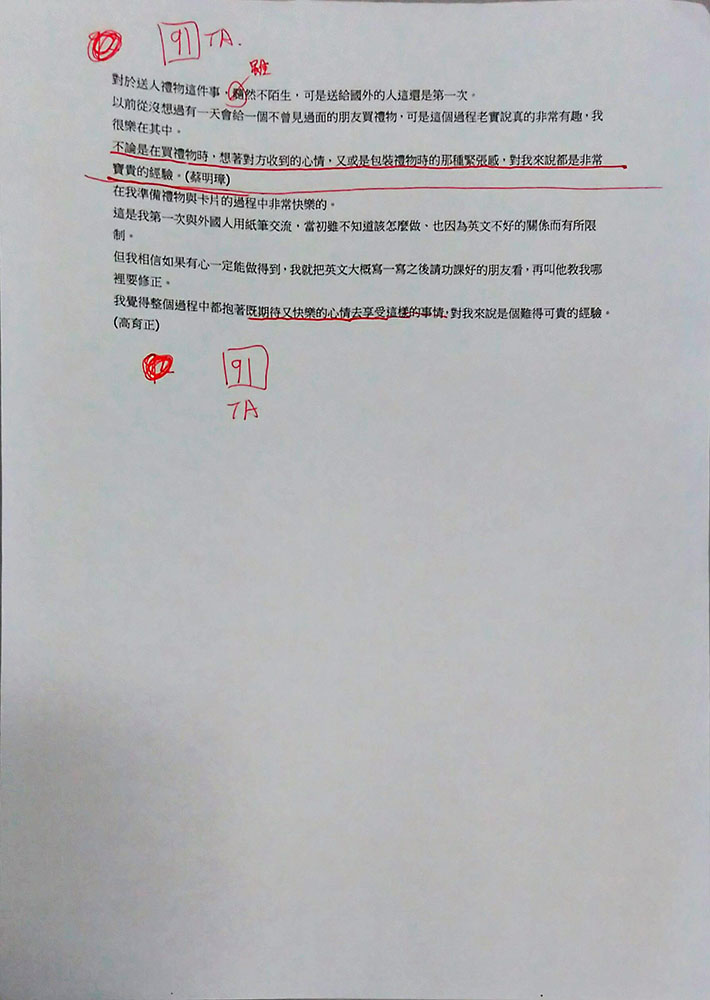 91 TA.
雖
對於送人禮物這件事，然不陌生，可是送給國外的人這還是第一次。
以前從沒想過有一天會給一個不曾見過面的朋友買禮物，可是這個過程老實說真的非常有趣，我
很樂在其中。
不論是在買禮物時，想著對方收到的心情，又或是包裝禮物時的那種緊張感，對我來說都是非常
寶貴的經驗。(蔡明璋)
在我準備禮物與卡片的過程中非常快樂的。
這是我第一次與外國人用紙筆交流，當初雖不知道該怎麼做、也因為英文不好的關係而有所限
制。
但我相信如果有心一定能做得到，我就把英文大概寫一寫之後請功課好的朋友看，再叫他教我哪
裡要修正。
我覺得整個過程中都抱著既期待又快樂的心情去享受這樣的事情，對我來說是個難得可貴的經驗。
(高育正)
91
TA